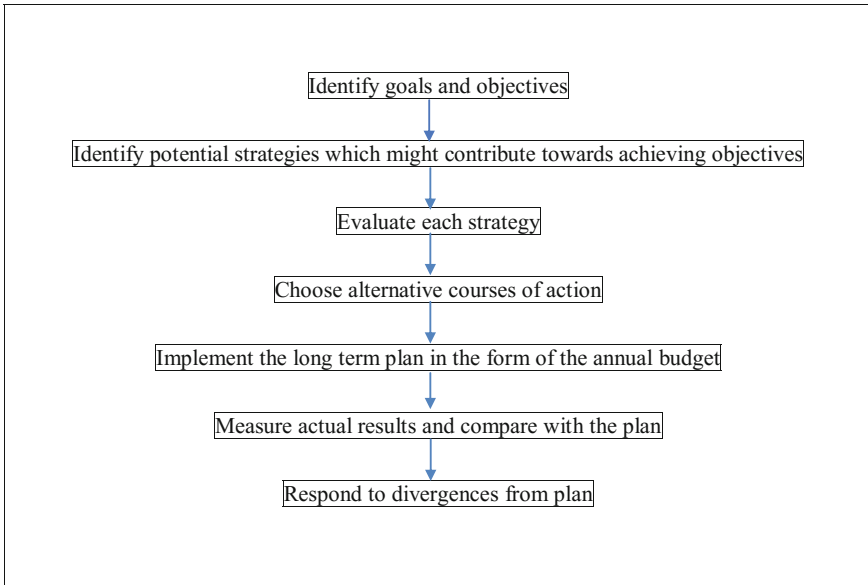 Identify goals and objectives
Identify potential strategies which might contribute towards achieving objectives
Evaluate each strategy
Choose alternative courses of action
Implement the long term plan in the form of the annual budget
Measure actual results and compare with the plan
Respond to divergences from plan